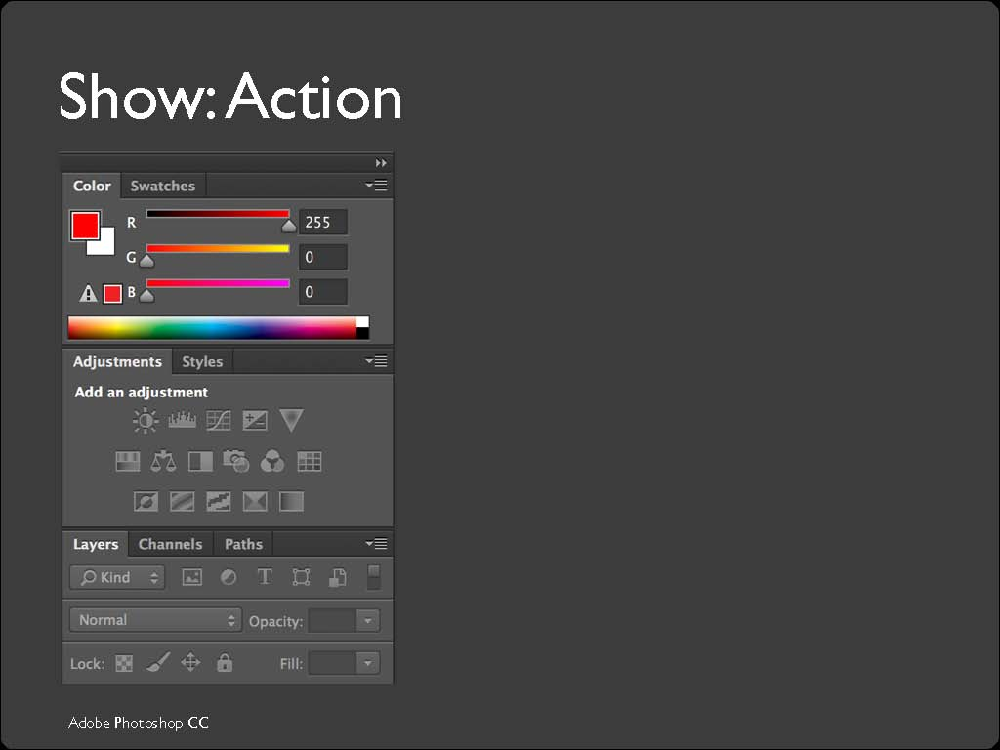 Show: Action
Color Swatches
R 255
G 0
B 0
Adjustments Styles
Add an adjustment
Layers Channels Paths
Kind T
Normal Opacity:
Lock: Fill:
Adobe Photoshop CC